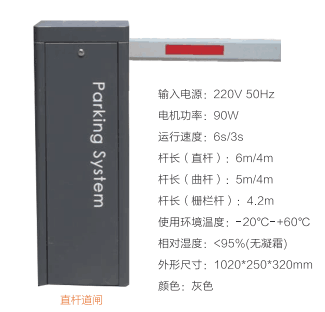 Parking System
输入电源：220V 50Hz
电机功率：90W
运行速度：6s/3s
杆长（直杆）：6m/4m
杆长（曲杆）：5m/4m
杆长（栅栏杆）：4.2m
使用环境温度：-20℃-+60℃
相对湿度：<95%(无凝霜)
外形尺寸：1020*250*320mm
颜色：灰色
直杆道闸